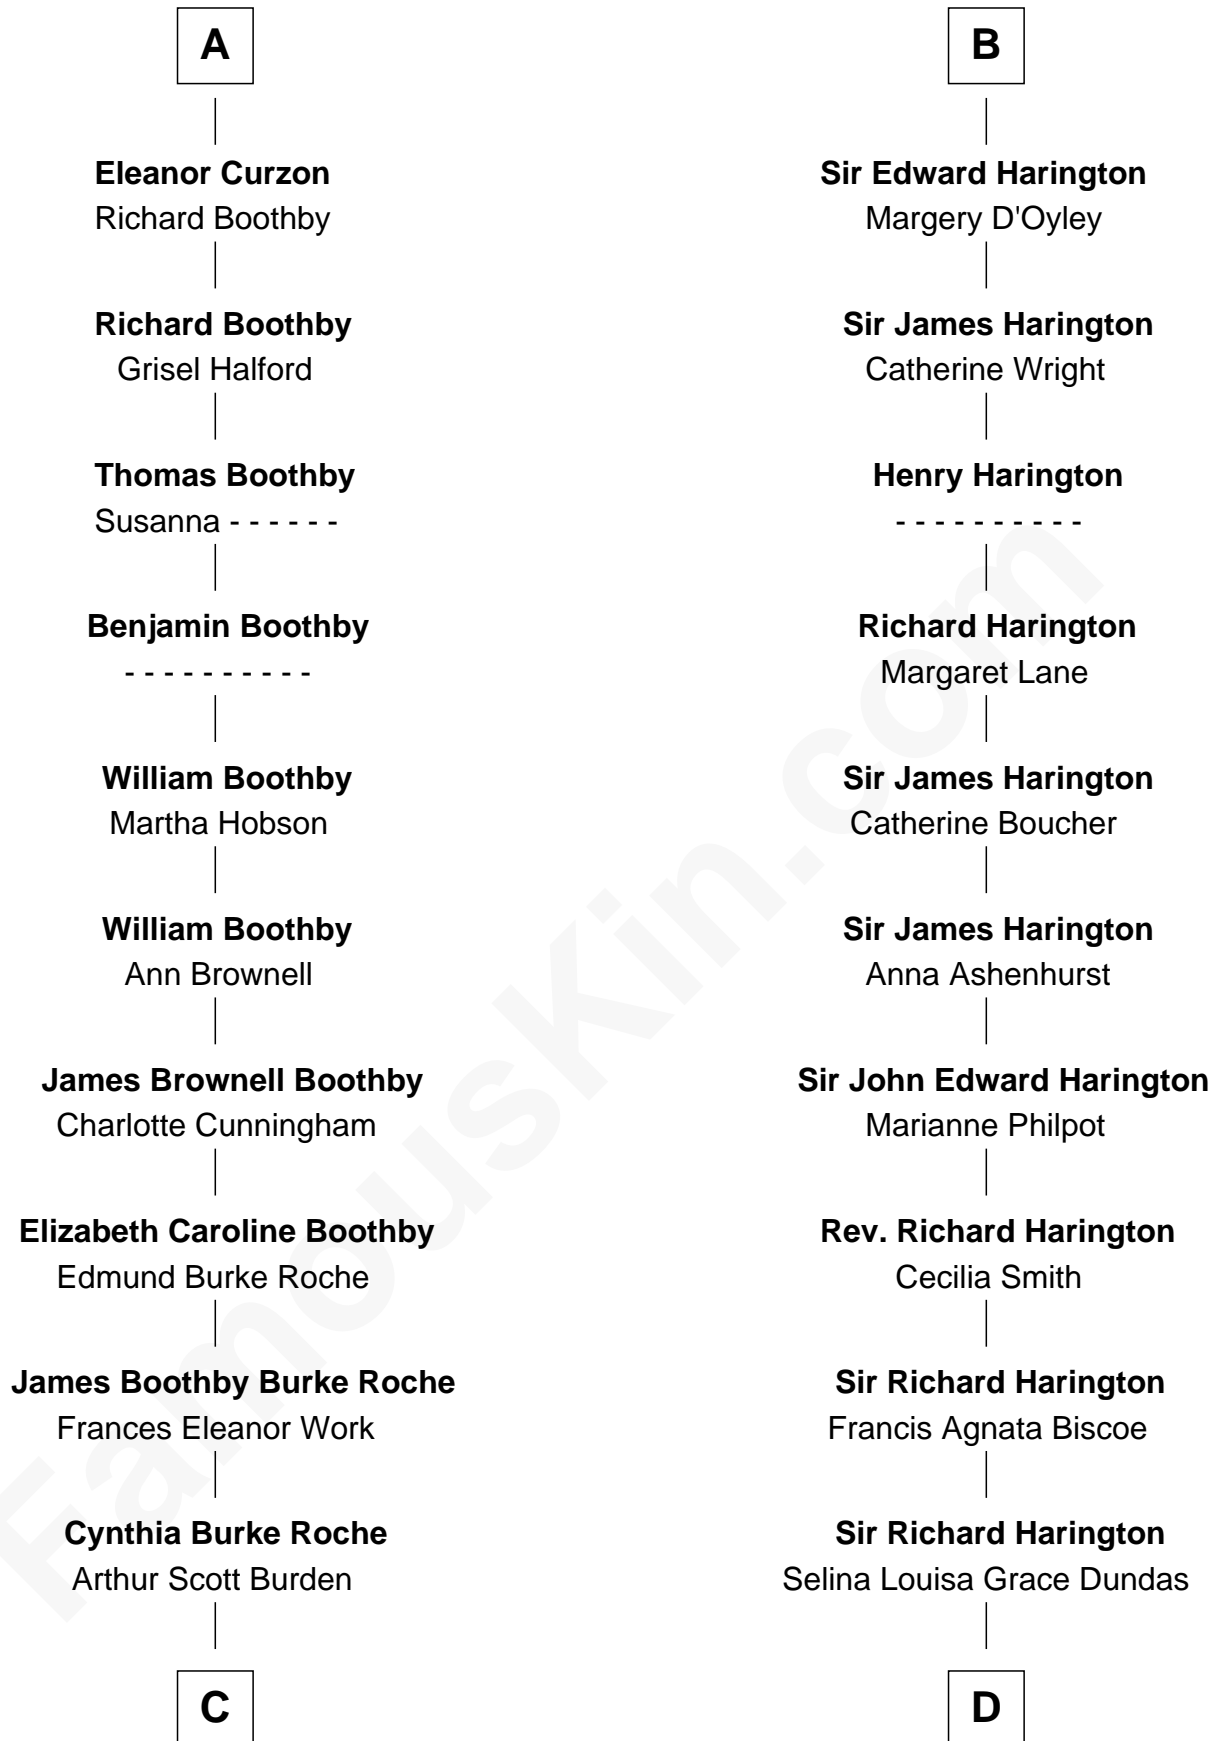 A
Eleanor Curzon
Richard Boothby
Richard Boothby
Grisel Halford
Thomas Boothby
Susanna - - - - - -
Benjamin Boothby
- - - - - - - - - -
William Boothby
Martha Hobson
William Boothby
Ann Brownell
James Brownell Boothby
Charlotte Cunningham
Elizabeth Caroline Boothby
Edmund Burke Roche
James Boothby Burke Roche
Frances Eleanor Work
Cynthia Burke Roche
Arthur Scott Burden
C
B
Sir Edward Harington
Margery D'Oyley
Sir James Harington
Catherine Wright
Henry Harington
- - - - - - - - - -
Richard Harington
Margaret Lane
Sir James Harington
Catherine Boucher
Sir James Harington
Anna Ashenhurst
Sir John Edward Harington
Marianne Philpot
Rev. Richard Harington
Cecilia Smith
Sir Richard Harington
Francis Agnata Biscoe
Sir Richard Harington
Selina Louisa Grace Dundas
D
FamousKin.com